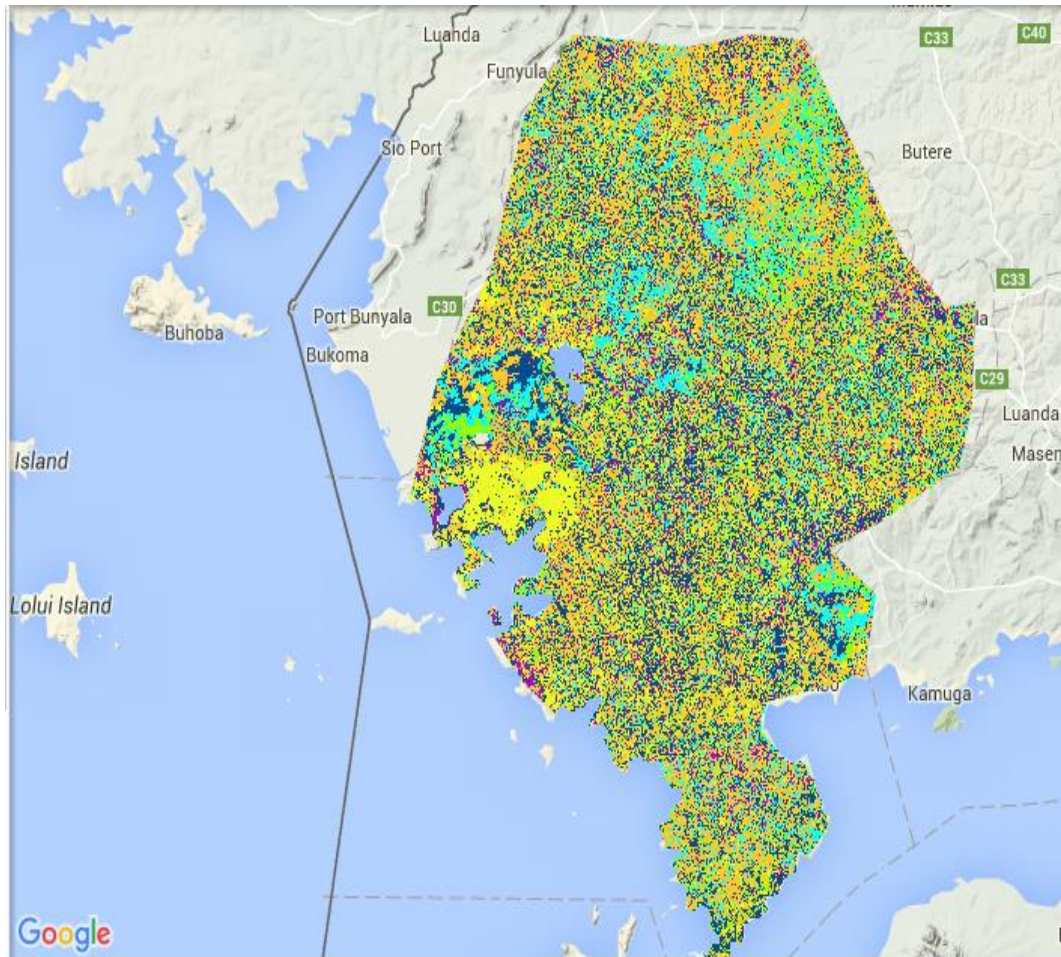 Luanda
C33
C40
Funyula
Sio Port
Butere
C33
C30
Port Bunyala
Buhoba
Bukoma
C29
Luanda
Island
Lolui Island
Kamuga
Google